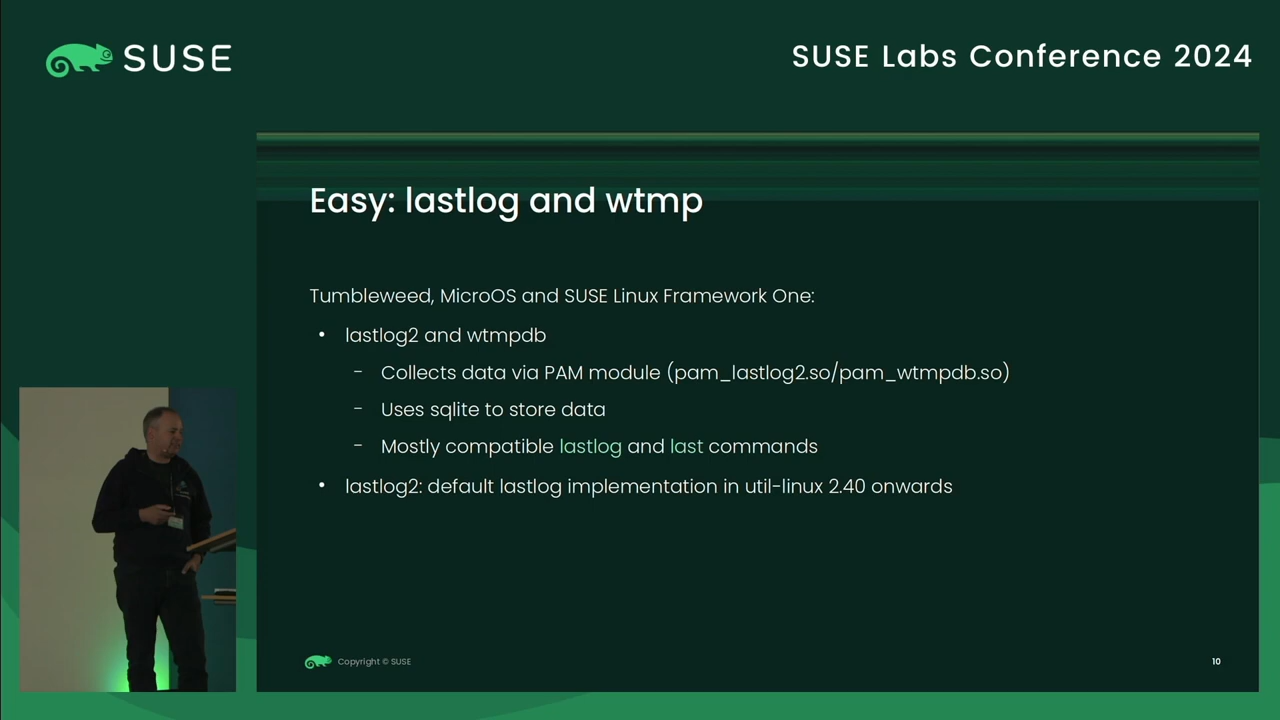 SUSE
SUSE Labs Conference 2024
Easy: lastlog and wtmp
Tumbleweed, MicroOS and SUSE Linux Framework One:
• lastlog2 and wtmpdb
- Collects data via PAM module (pam_lastlog2.so/pam_wtmpdb.so)
- Uses sqlite to store data
- Mostly compatible lastlog and last commands
• lastlog2: default lastlog implementation in util-linux 2.40 onwards
Copyright © SUSE
10